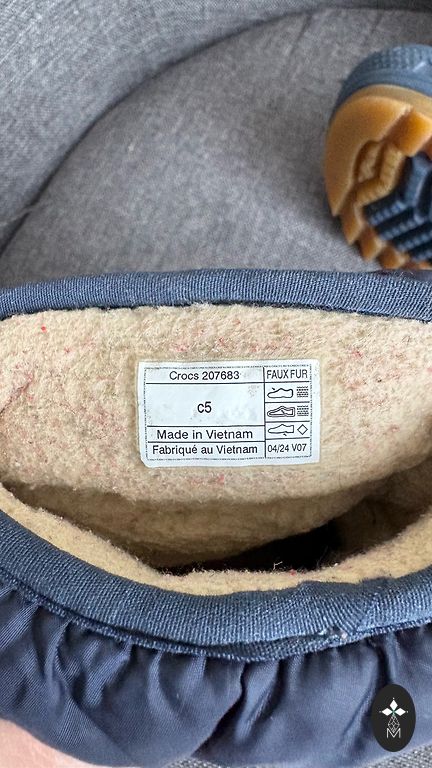 Crocs 207683
FAUX FUR
c5
Made in Vietnam
Fabriqué au Vietnam
04/24 V07